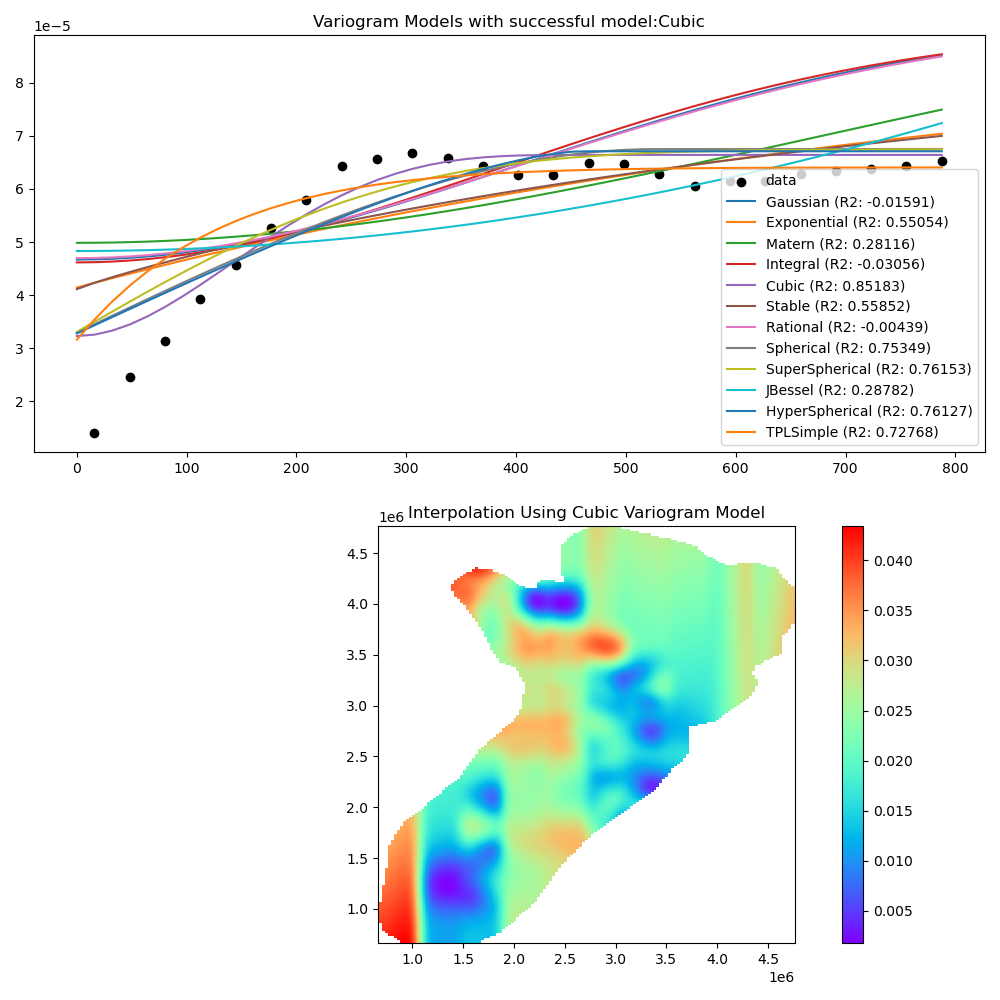 Variogram Models with successful model:Cubic
1e−5
8
7
6
5
4
3
2
0 100 200 300 400 500 600 700 800
data
Gaussian (R2: -0.01591)
Exponential (R2: 0.55054)
Matern (R2: 0.28116)
Integral (R2: -0.03056)
Cubic (R2: 0.85183)
Stable (R2: 0.55852)
Rational (R2: -0.00439)
Spherical (R2: 0.75349)
SuperSpherical (R2: 0.76153)
JBessel (R2: 0.28782)
HyperSpherical (R2: 0.76127)
TPLSimple (R2: 0.72768)
Interpolation Using Cubic Variogram Model
1e6
4.5
4.0
3.5
3.0
2.5
2.0
1.5
1.0
1.0 1.5 2.0 2.5 3.0 3.5 4.0 4.5
1e6
0.040
0.035
0.030
0.025
0.020
0.015
0.010
0.005